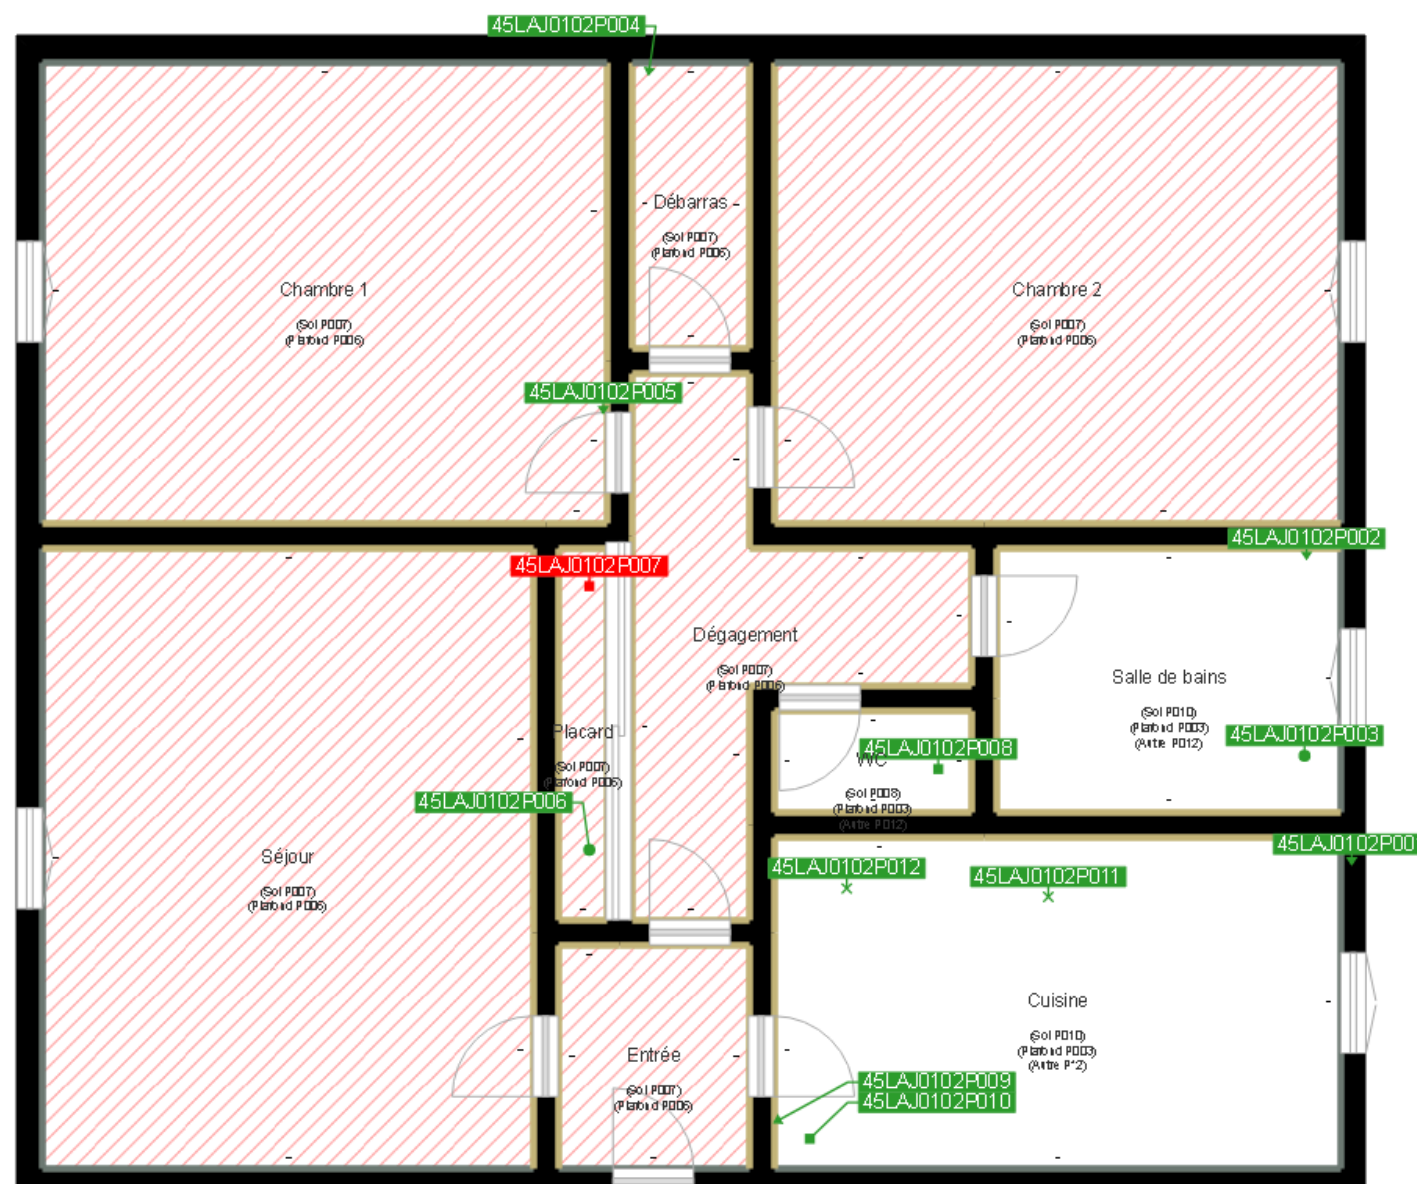 45LAJ0102P004
Débarras
(Sol P007)
(Plafond P006)
Chambre 1
(Sol P007)
(Plafond P006)
Chambre 2
(Sol P007)
(Plafond P006)
45LAJ0102P005
45LAJ0102P002
45LAJ0102P007
Dégagement
(Sol P007)
(Plafond P006)
Salle de bains
(Sol P010)
(Plafond P003)
(Autre P012)
45LAJ0102P003
Placard
(Sol P007)
(Plafond P006)
45LAJ0102P008
WC
(Sol P008)
(Plafond P003)
(Autre P012)
45LAJ0102P006
Séjour
(Sol P007)
(Plafond P006)
45LAJ0102P00
45LAJ0102P012
45LAJ0102P011
Cuisine
(Sol P010)
(Plafond P003)
(Autre P12)
Entrée
(Sol P007)
(Plafond P006)
45LAJ0102P009
45LAJ0102P010